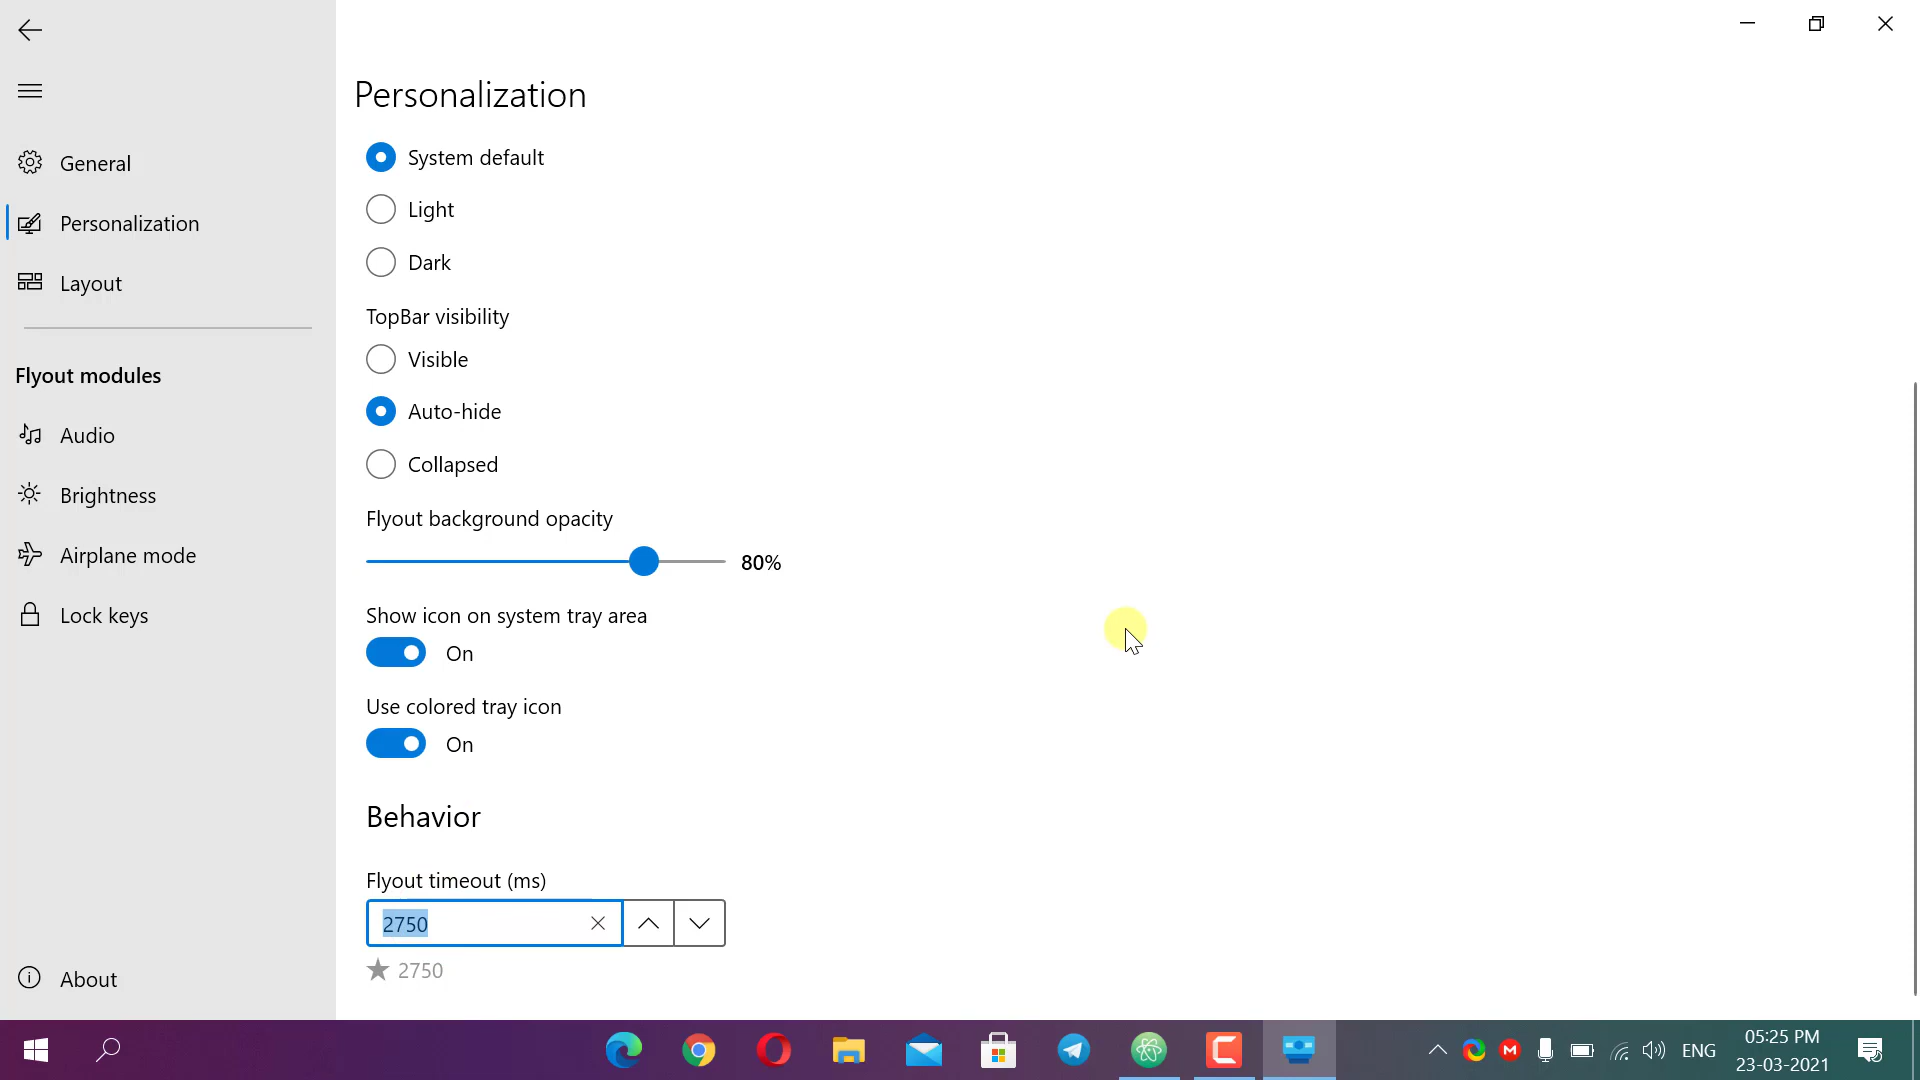 Personalization
General
Personalization
Layout
Flyout modules
Audio
Brightness
Airplane mode
Lock keys
About
System default
Light
Dark
TopBar visibility
Visible
Auto-hide
Collapsed
Flyout background opacity
80%
Show icon on system tray area
On
Use colored tray icon
On
Behavior
Flyout timeout (ms)
2750
2750
ENG
05:25 PM
23-03-2021